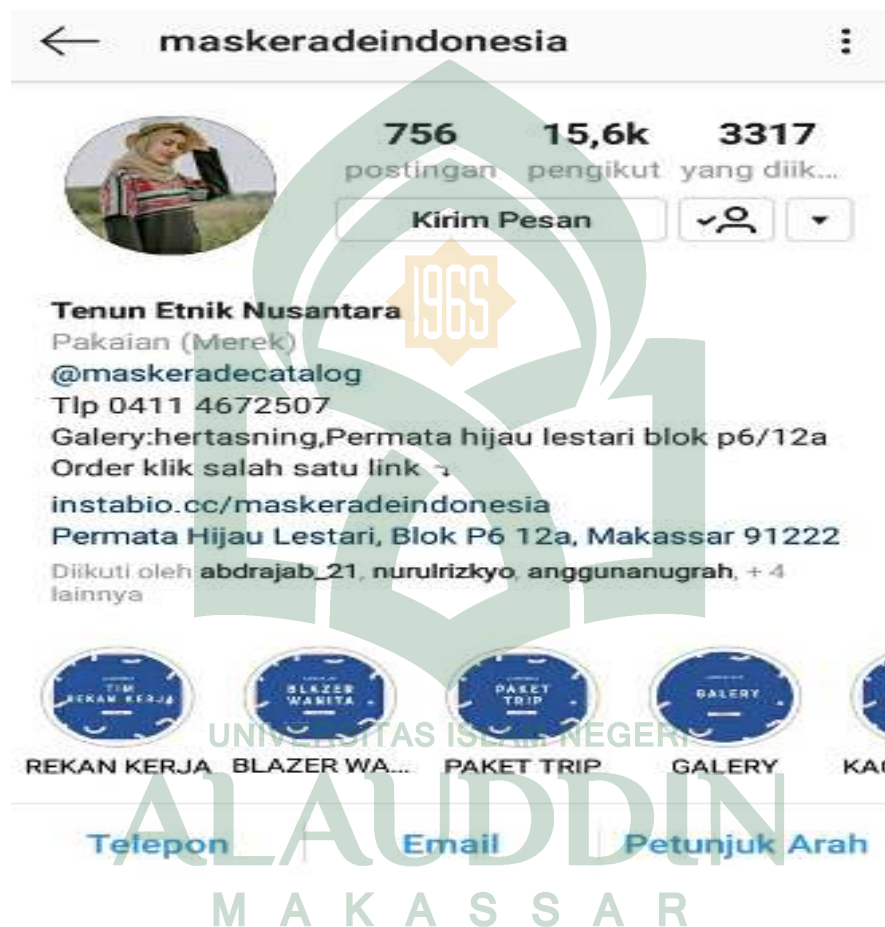 maskeradeindonesia
756 15,6k 3317
postingan pengikut yang diik...
Kirim Pesan
1965
Tenun Etnik Nusantara
Pakaian (Merek)
@maskeradecatalog
Tlp 0411 4672507
Galery:hertasning,Permata hijau lestari blok p6/12a
Order klik salah satu link ⤵
instabio.cc/maskeradeindonesia
Permata Hijau Lestari, Blok P6 12a, Makassar 91222
Diikuti oleh abdrajab_21, nurulrizkyo, anggunanugrah, + 4
lainnya
TIM
REKAN KERJA
BLAZER
WANITA
PAKET
TRIP
GALERY
UNIVERSITAS ISLAM NEGERI
REKAN KERJA BLAZER WA... PAKET TRIP GALERY KAC
ALAUDDIN
Telepon Email Petunjuk Arah
MAKASSAR